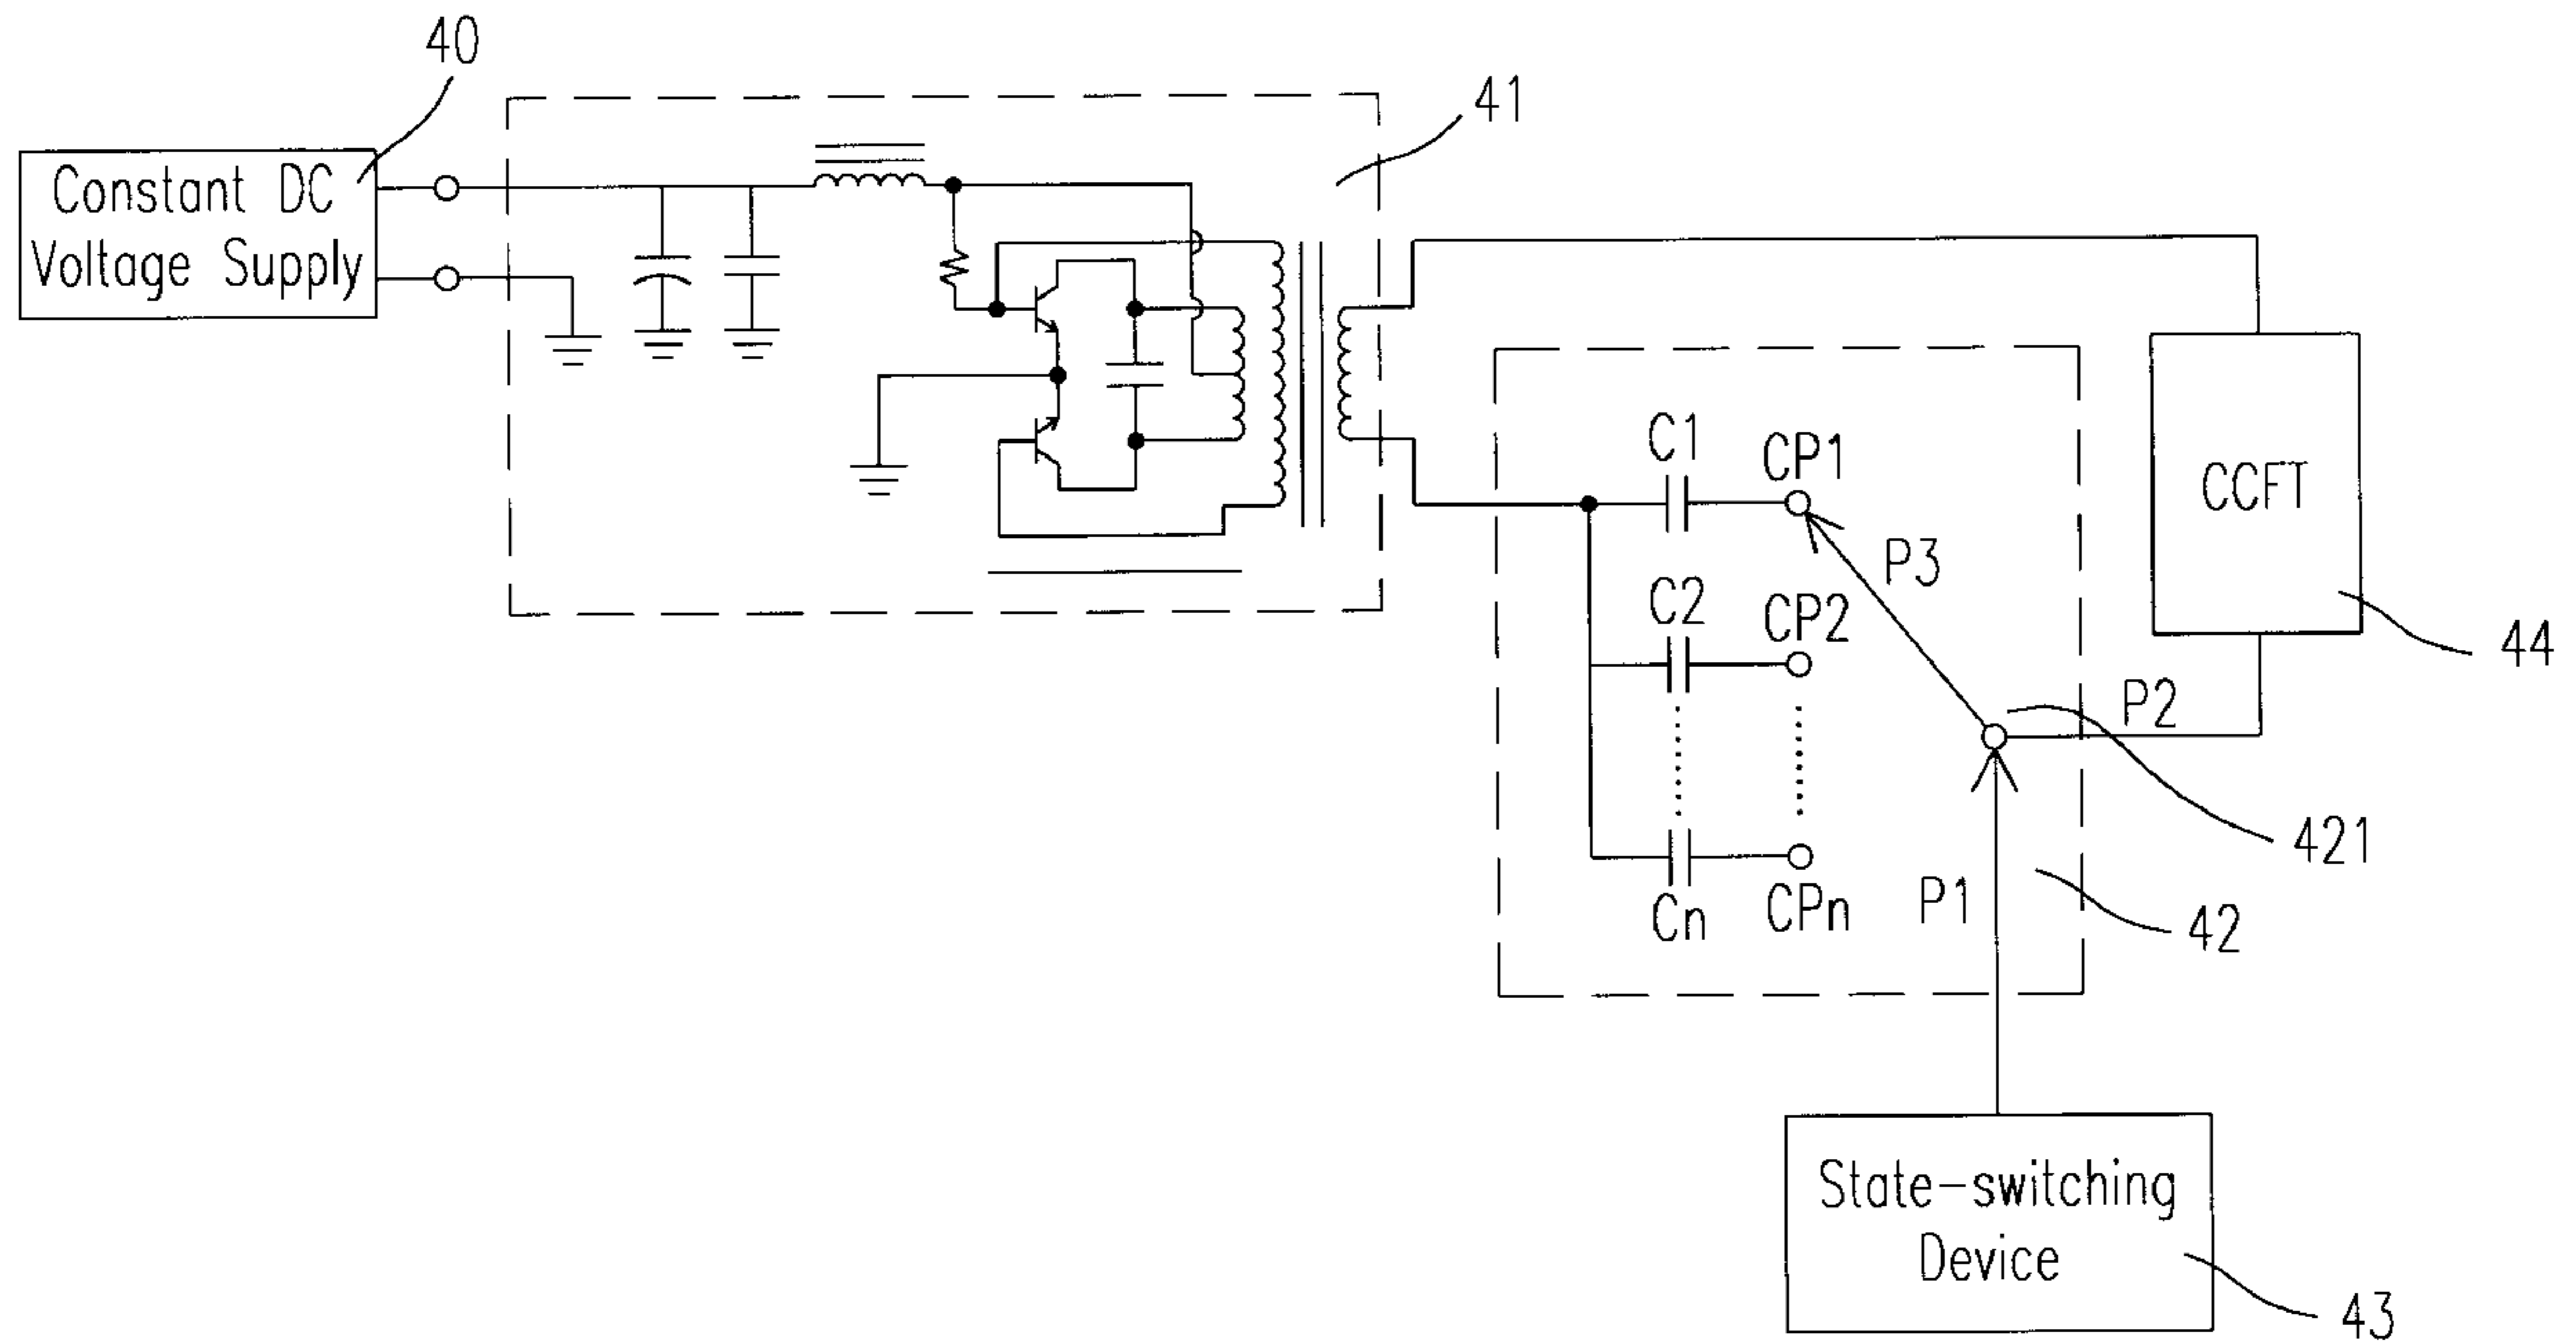 40
41
Constant DC
Voltage Supply
C1
CP1
CCFT
P3
C2
CP2
44
P2
421
P1
Cn
CPn
42
State-switching
Device
43